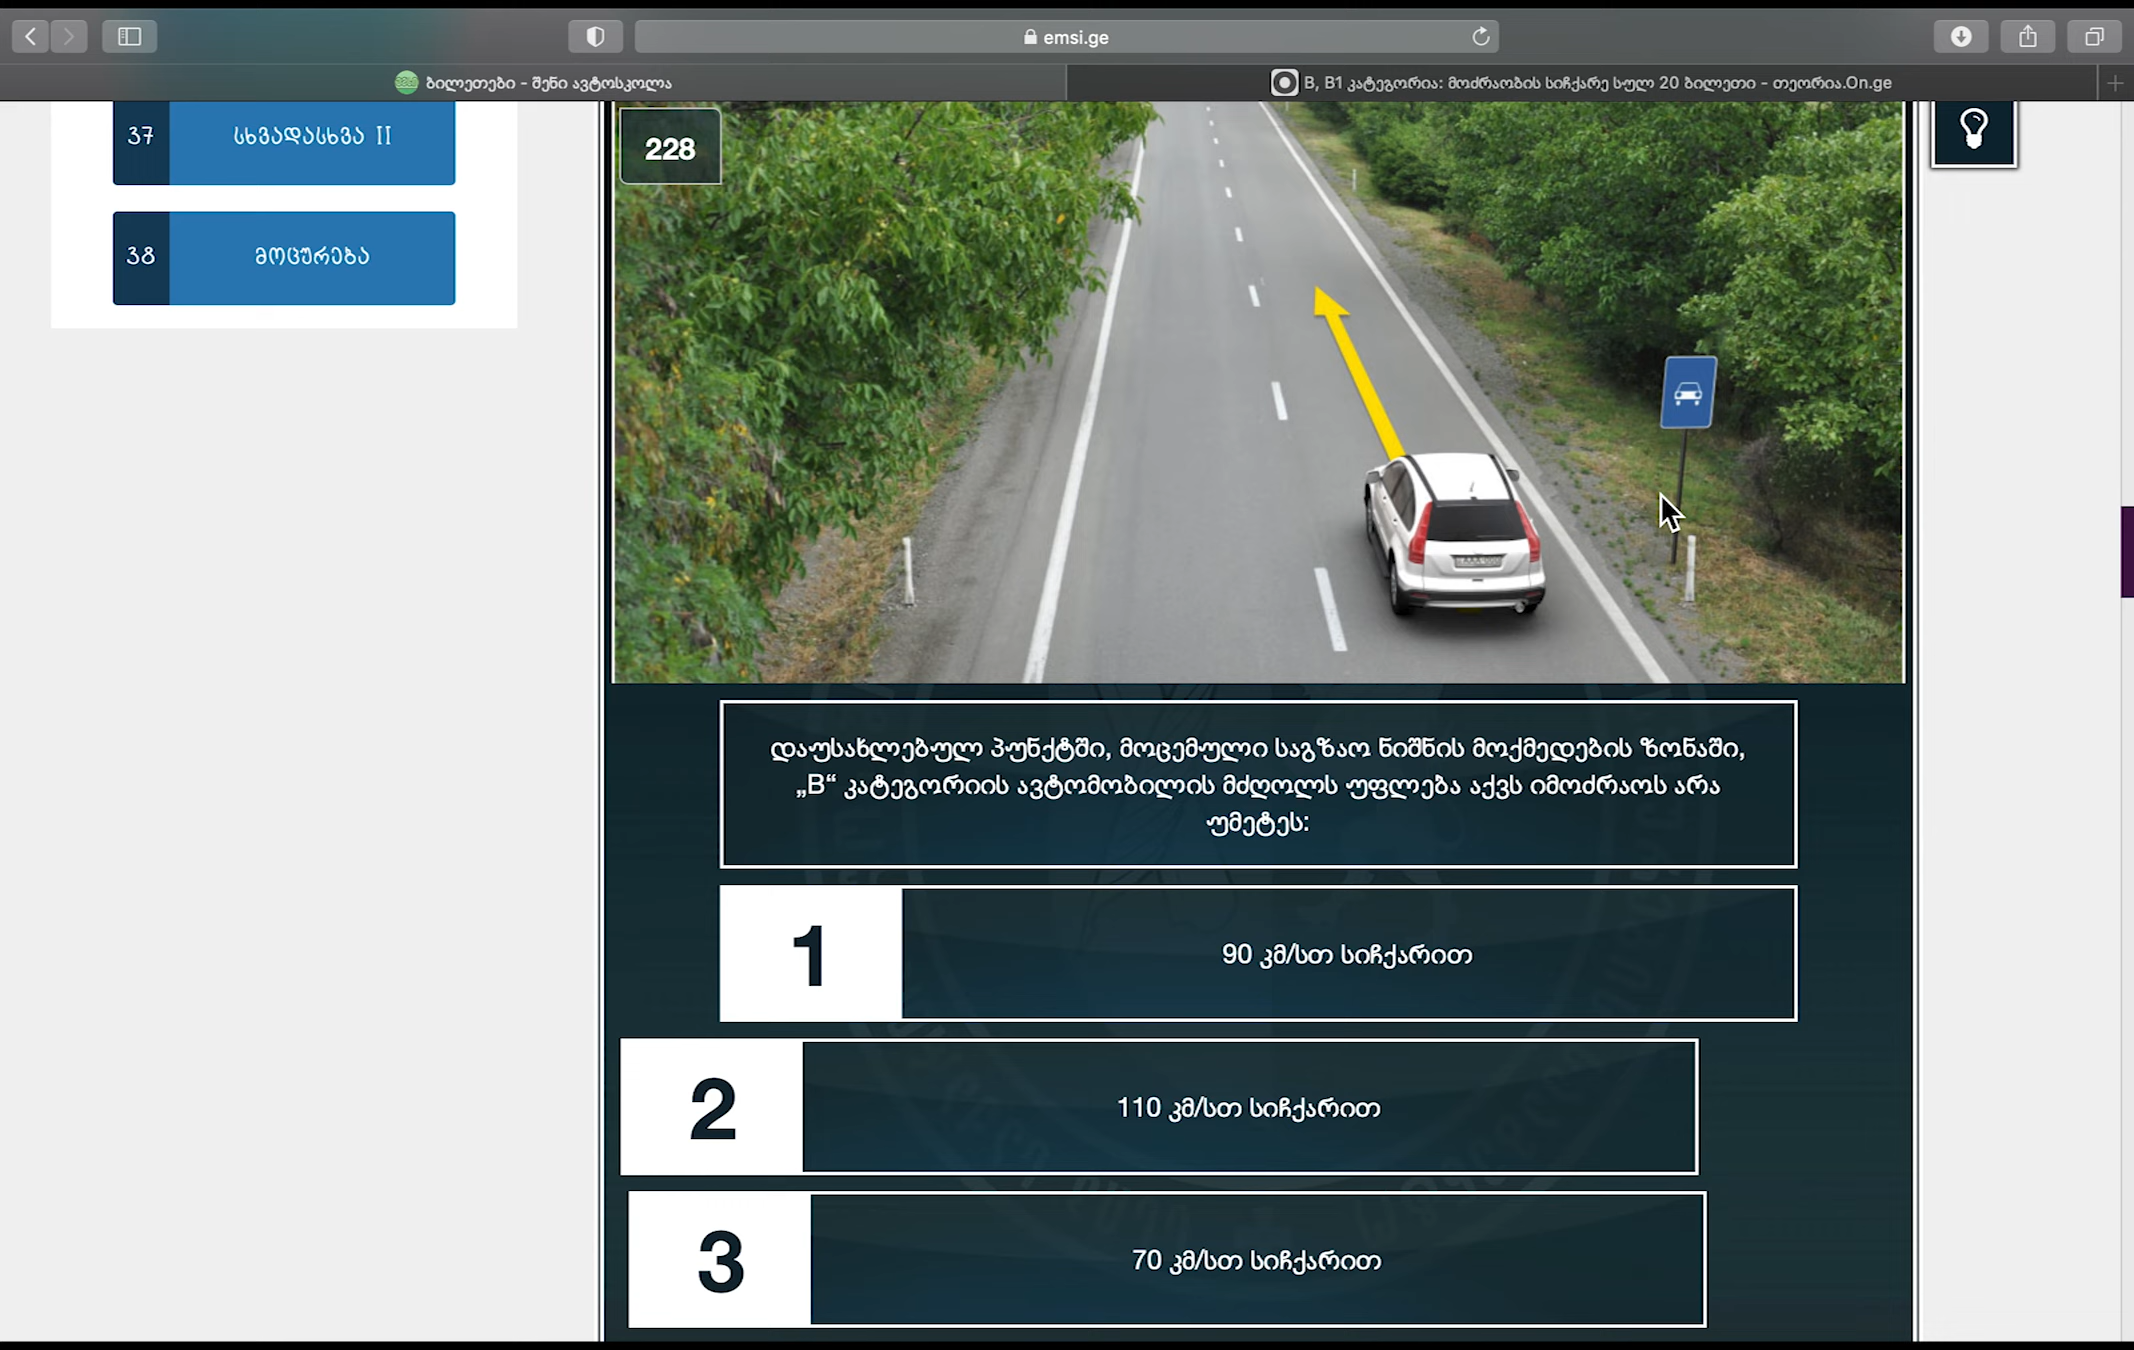 emsi.ge
ბილეთები - შენი ავტოსკოლა
B, B1 კატეგორია: მოძრაობის სიჩქარე სულ 20 ბილეთი - თეორია.On.ge
37 სხვადასხვა II
38 მოცურება
228
დაუსახლებულ პუნქტში, მოცემული საგზაო ნიშნის მოქმედების ზონაში,
„B“ კატეგორიის ავტომობილის მძღოლს უფლება აქვს იმოძრაოს არა
უმეტეს:
1 90 კმ/სთ სიჩქარით
2 110 კმ/სთ სიჩქარით
3 70 კმ/სთ სიჩქარით